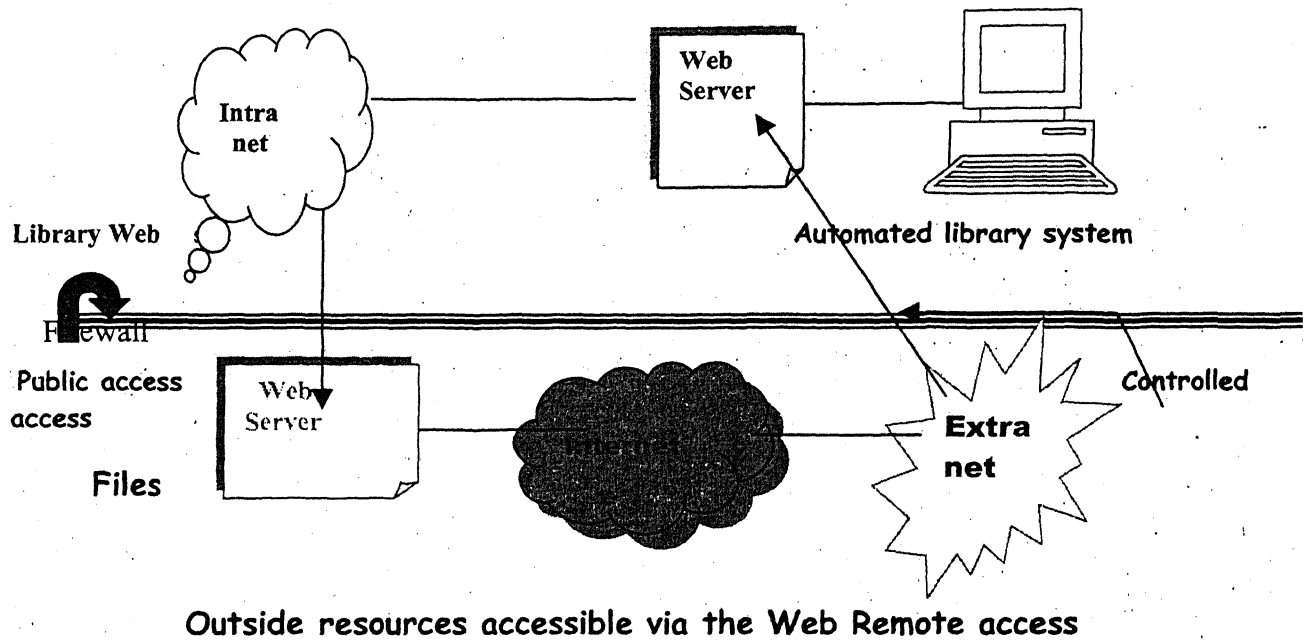 Web
Server
Intra
net
Library Web
Automated library system
Firewall
Public access
access
Web
Server
Controlled
Internet
Extra
net
Files
Outside resources accessible via the Web Remote access